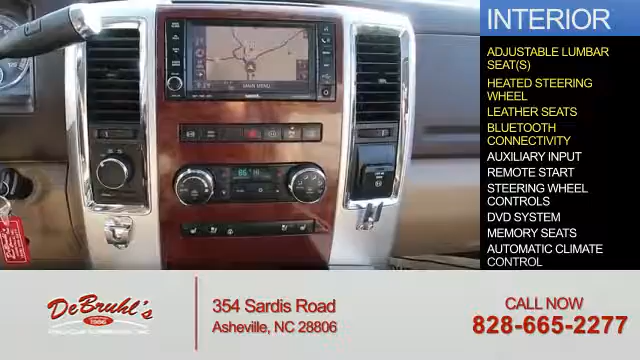 INTERIOR
ADJUSTABLE LUMBAR
SEAT(S)
HEATED STEERING
WHEEL
LEATHER SEATS
BLUETOOTH
CONNECTIVITY
AUXILIARY INPUT
REMOTE START
STEERING WHEEL
CONTROLS
DVD SYSTEM
MEMORY SEATS
AUTOMATIC CLIMATE
CONTROL
MAIN MENU
DeBruhl's
354 Sardis Road
Asheville, NC 28806
CALL NOW
828-665-2277